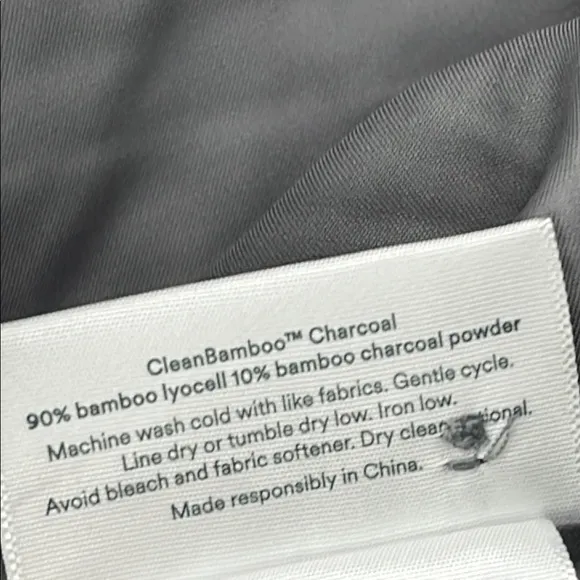 CleanBamboo™ Charcoal
90% bamboo lyocell 10% bamboo charcoal powder
Machine wash cold with like fabrics. Gentle cycle.
Line dry or tumble dry low. Iron low.
Avoid bleach and fabric softener. Dry clean
Made responsibly in China.